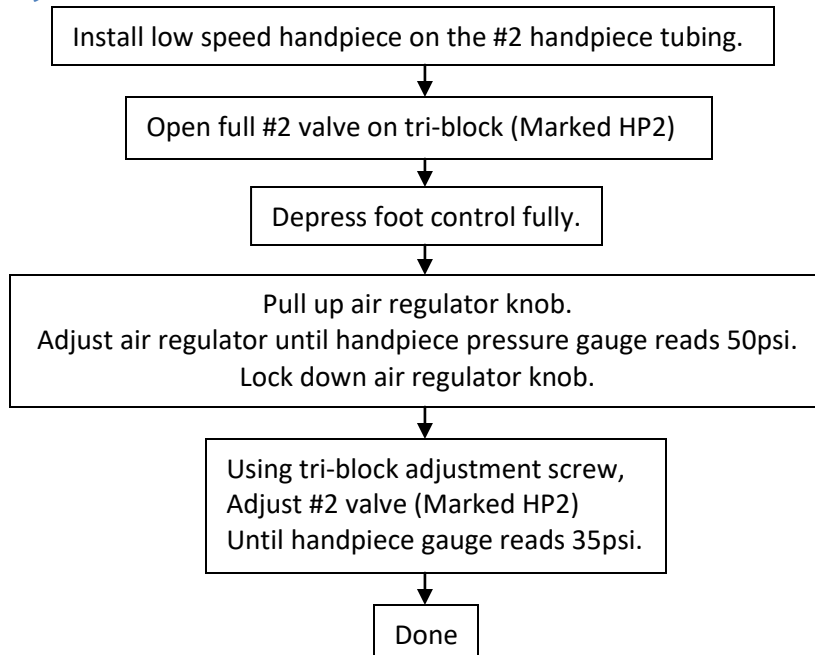 Install low speed handpiece on the #2 handpiece tubing.
Open full #2 valve on tri-block (Marked HP2)
Depress foot control fully.
Pull up air regulator knob.
Adjust air regulator until handpiece pressure gauge reads 50psi.
Lock down air regulator knob.
Using tri-block adjustment screw,
Adjust #2 valve (Marked HP2)
Until handpiece gauge reads 35psi.
Done